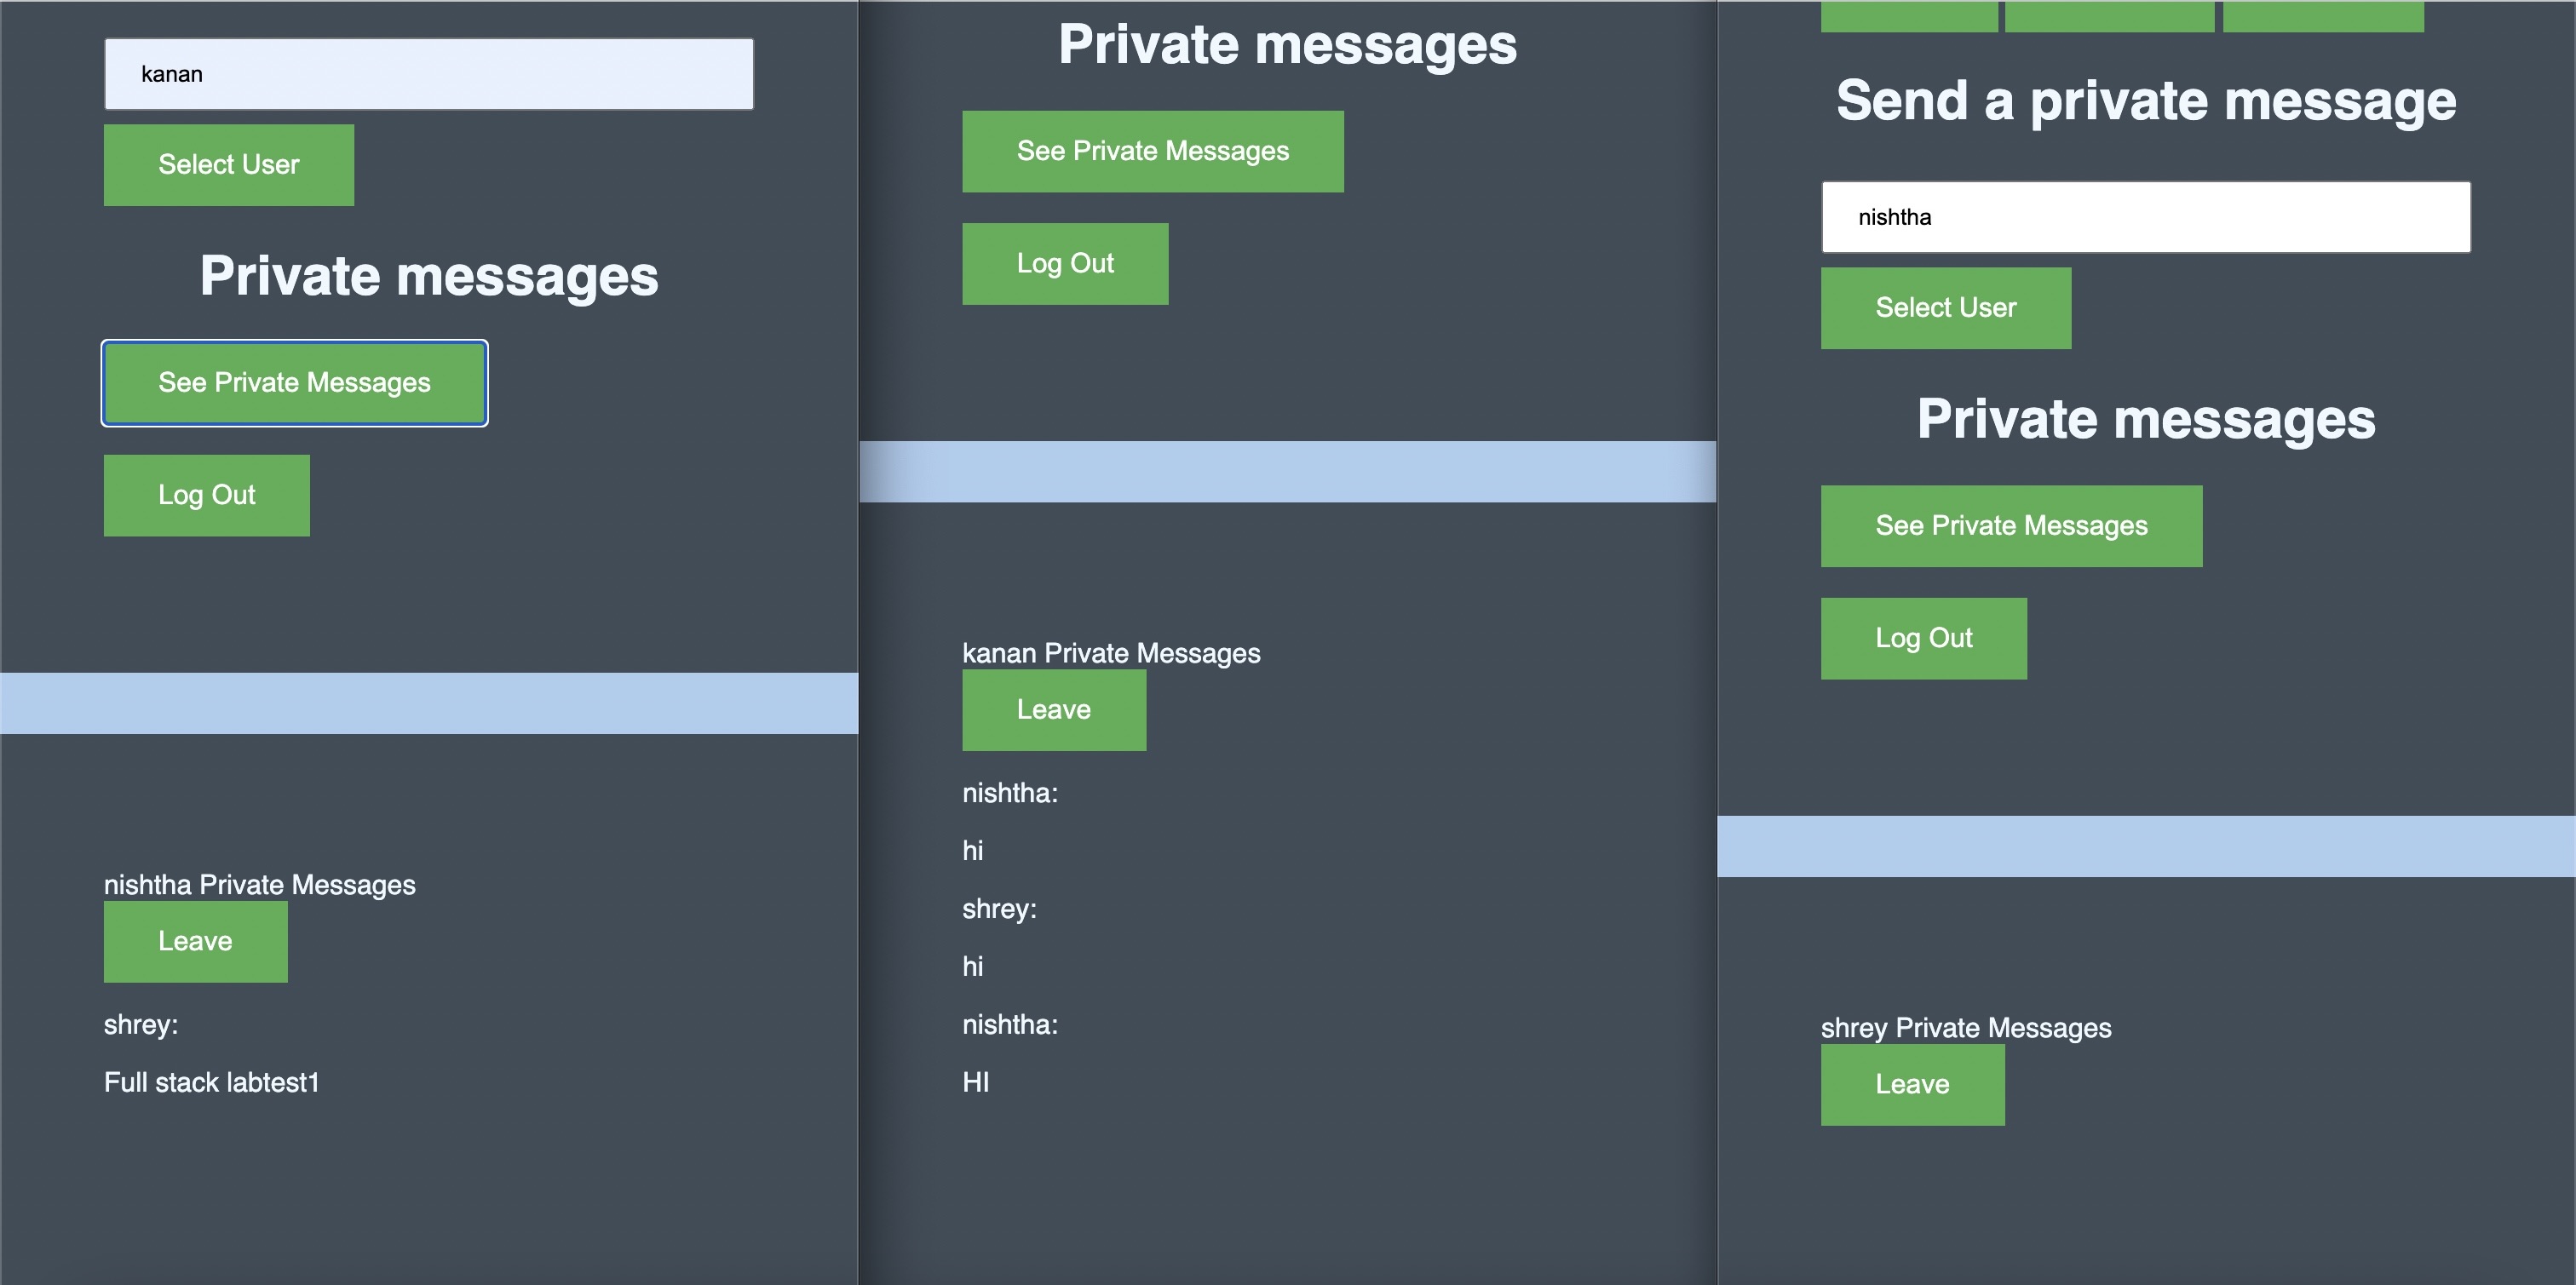 kanan
Select User
Private messages
See Private Messages
Log Out
nishtha Private Messages
Leave
shrey:
Full stack labtest1
Private messages
See Private Messages
Log Out
kanan Private Messages
Leave
nishtha:
hi
shrey:
hi
nishtha:
HI
Send a private message
nishtha
Select User
Private messages
See Private Messages
Log Out
shrey Private Messages
Leave